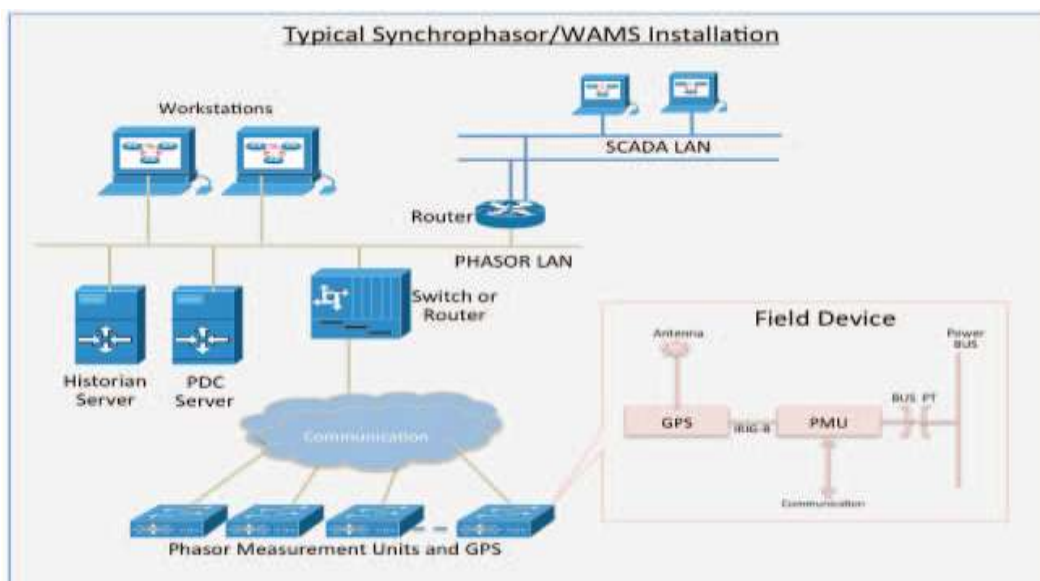 Typical Synchrophasor/WAMS Installation
Workstations
SCADA LAN
Router
PHASOR LAN
Switch or
Router
Historian
Server
PDC
Server
Communication
Phasor Measurement Units and GPS
Field Device
Antenna
Power
BUS
BUS PT
GPS
IRIG-B
PMU
Communication